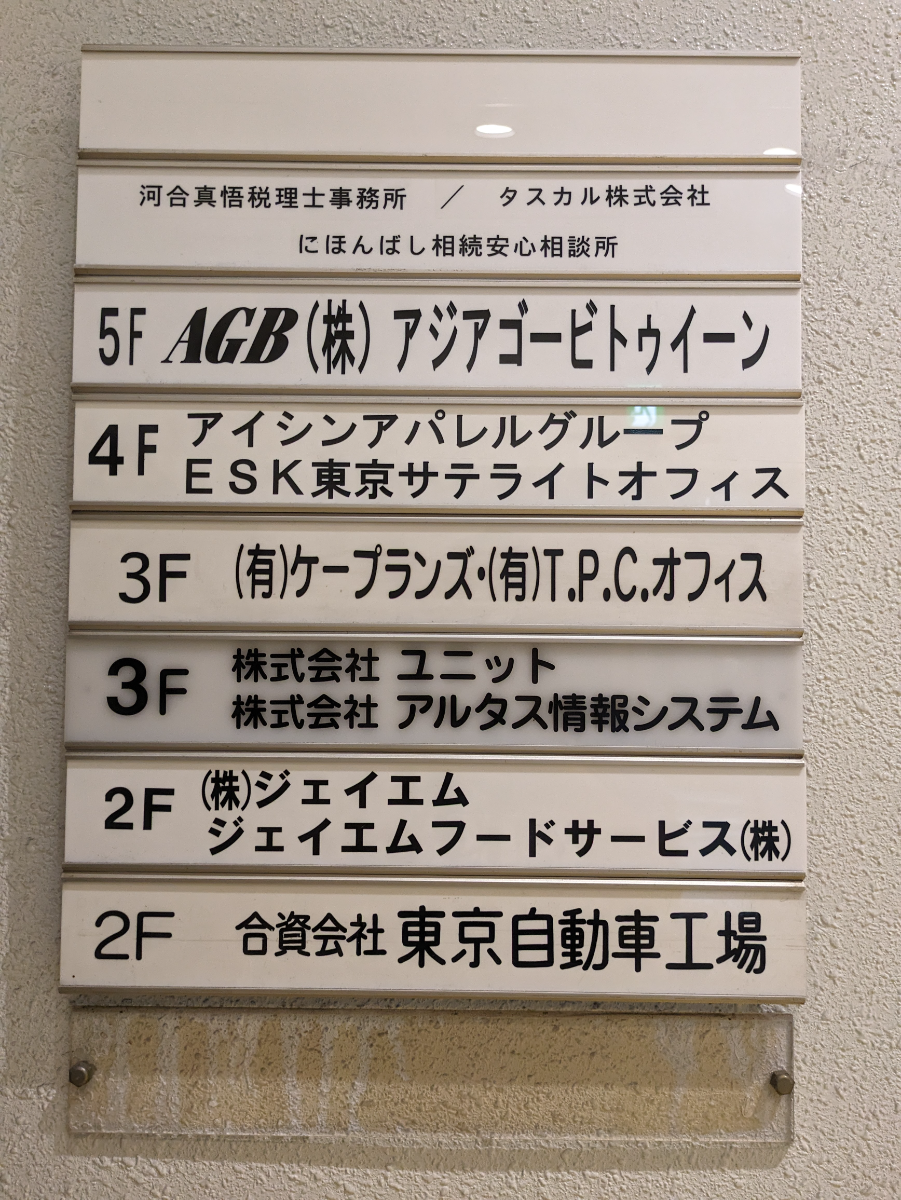 河合真悟税理士事務所 ／ タスカル株式会社
にほんばし相続安心相談所
5F AGB (株) アジアゴービトゥイーン
4F アイシンアパレルグループ
ESK東京サテライトオフィス
3F (有)ケープランズ・(有)T.P.C.オフィス
3F 株式会社 ユニット
株式会社 アルタス情報システム
2F (株)ジェイエム
ジェイエムフードサービス(株)
2F 合資会社 東京自動車工場